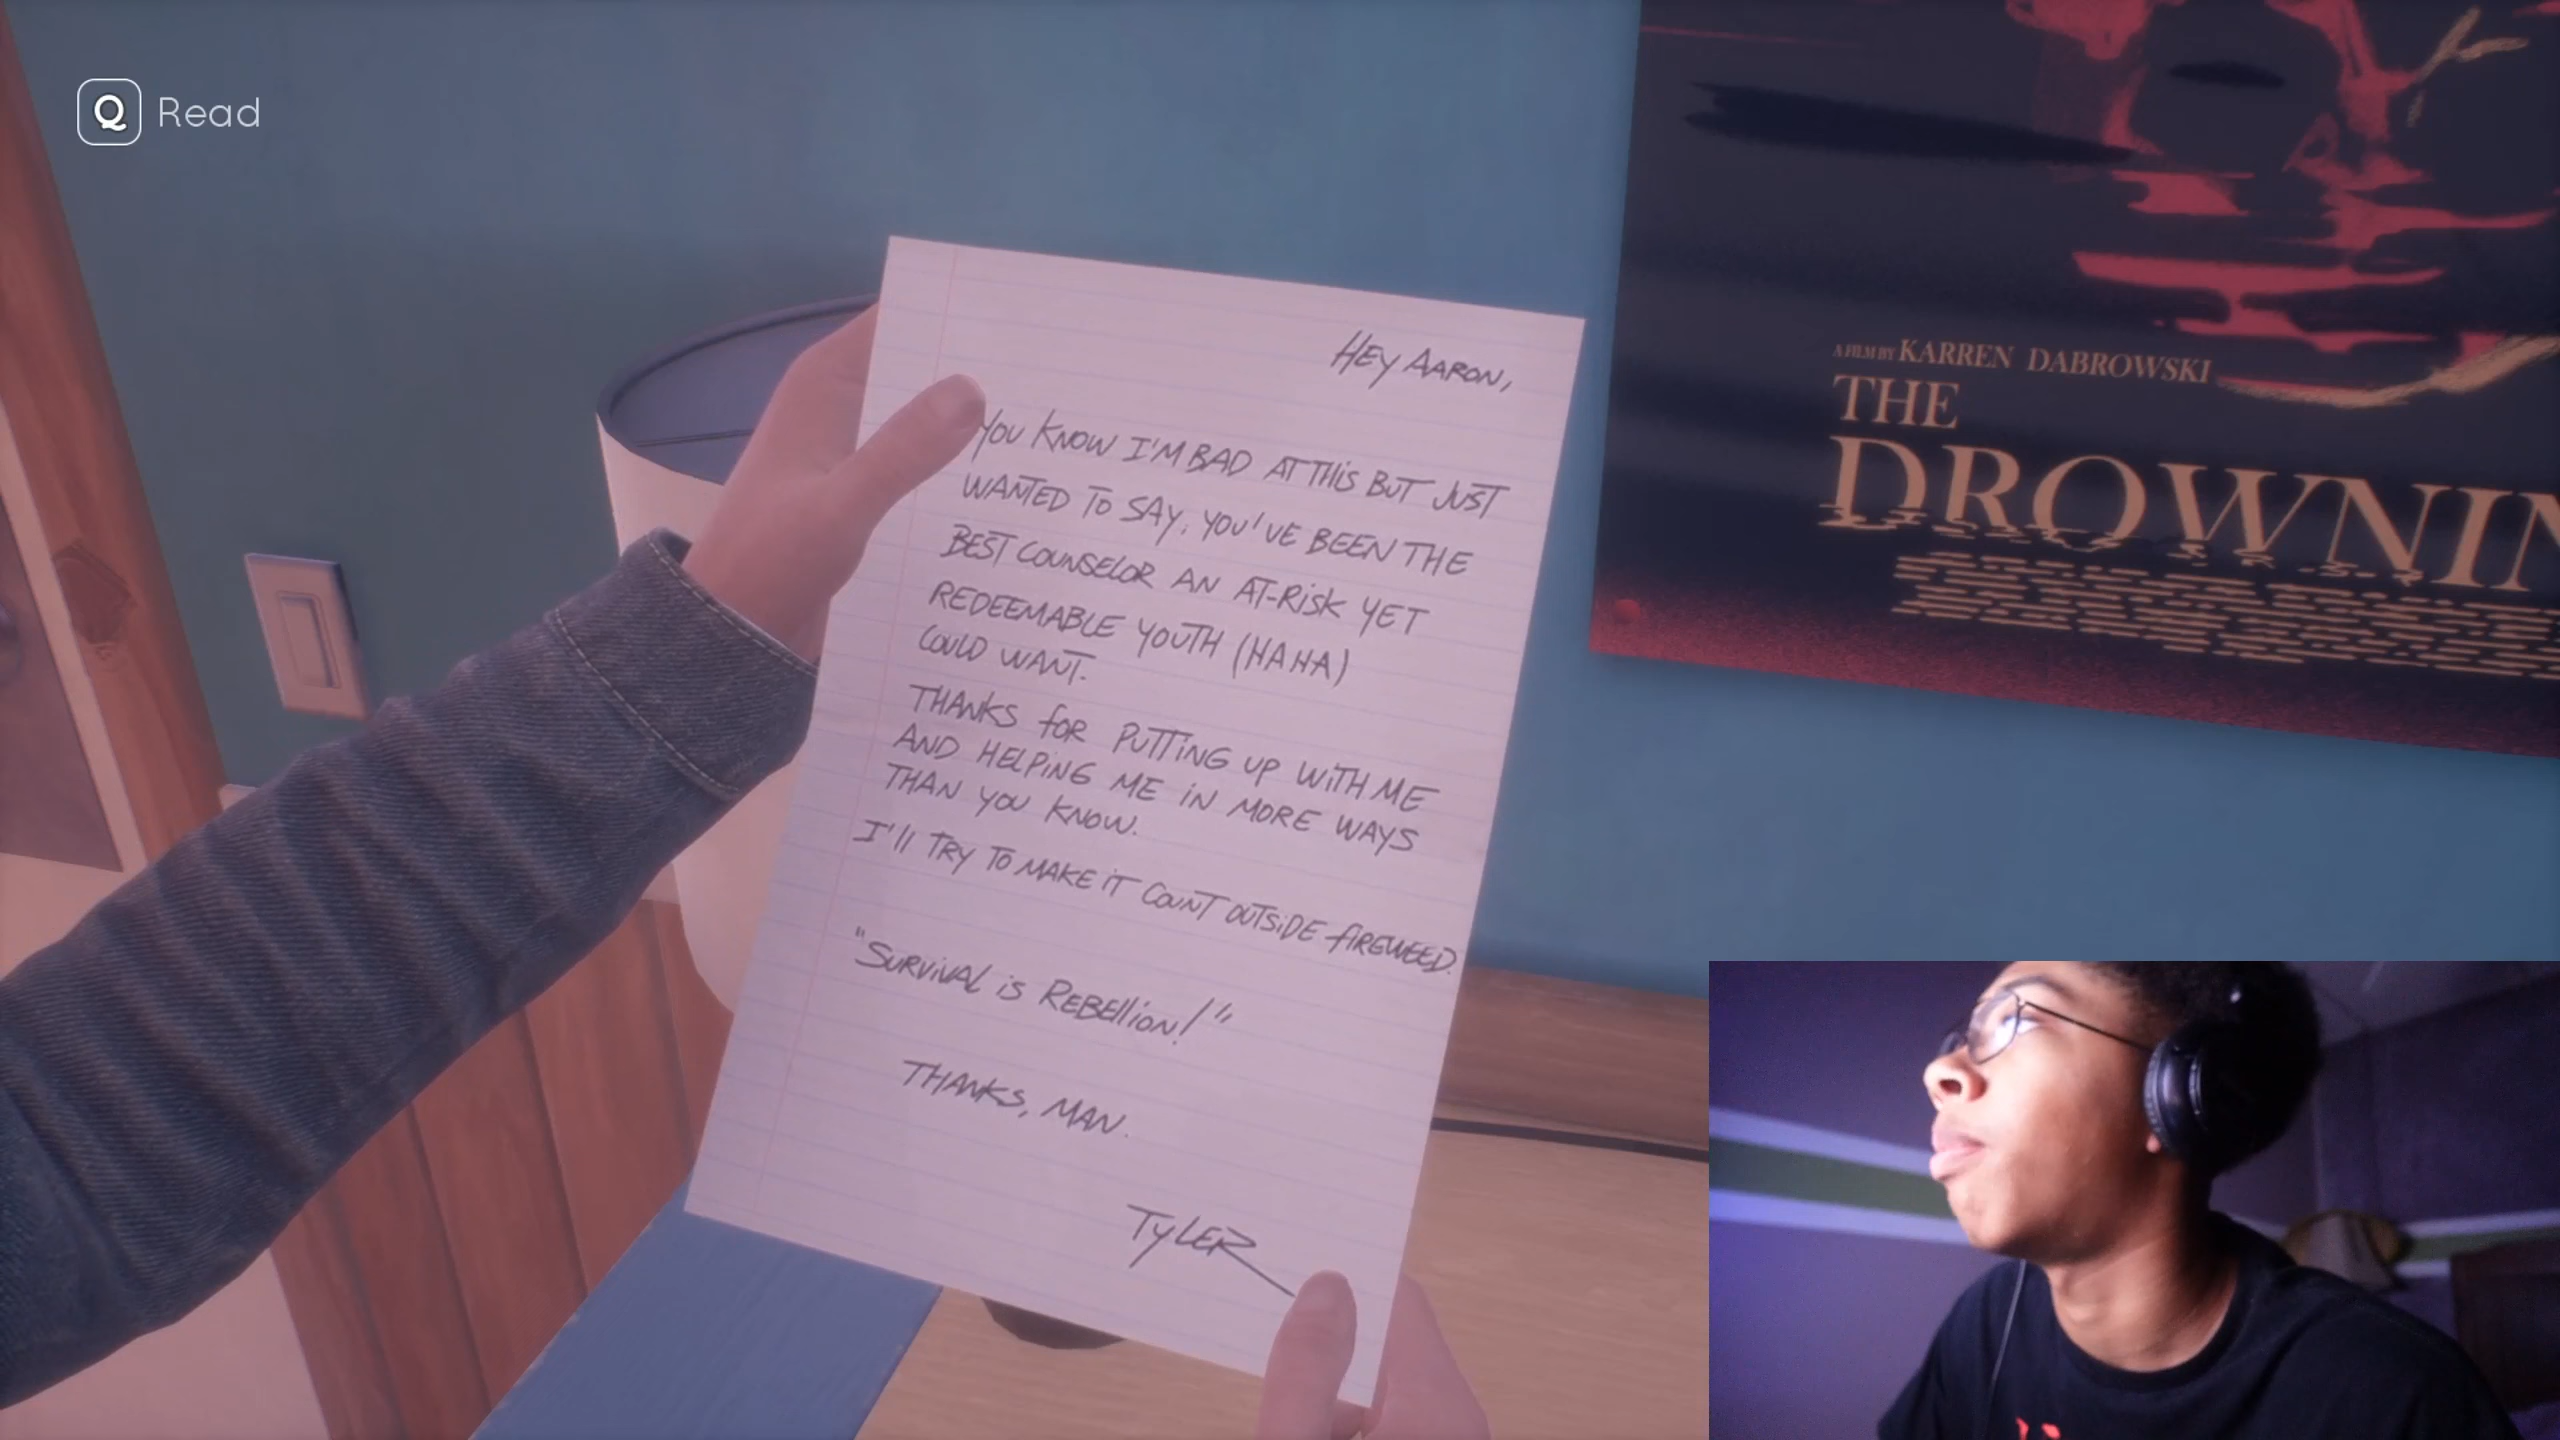 Q Read
HEY AARON,
YOU KNOW I'M BAD AT THIS BUT JUST
WANTED TO SAY, YOU'VE BEEN THE
BEST COUNSELOR AN AT-RISK YET
REDEEMABLE YOUTH (HAHA)
COULD WANT.
THANKS FOR PUTTING UP WITH ME
AND HELPING ME IN MORE WAYS
THAN YOU KNOW.
I'll TRY TO MAKE IT COUNT OUTSIDE FIREWEED.
"SURVIVAL IS REBELLION!"
THANKS, MAN.
TYLER
A FILM BY KARREN DABROWSKI
THE
DROWNIN